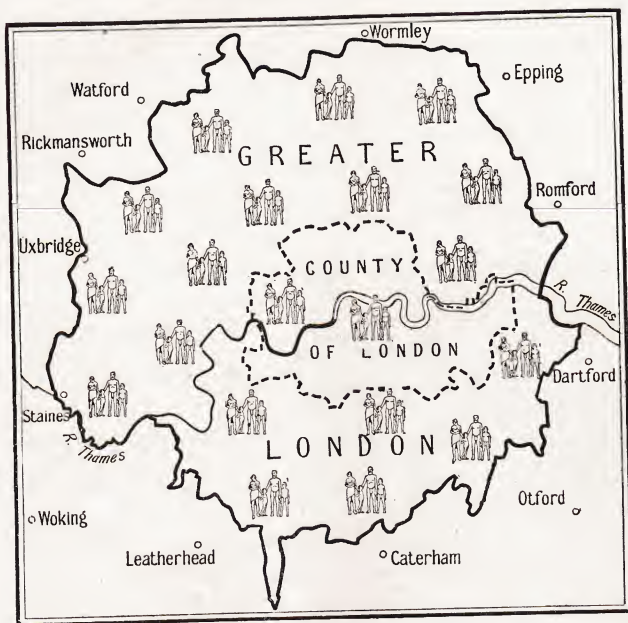 Wormley
Epping
Watford
Rickmansworth
GREATER
Romford
Uxbridge
COUNTY
R. Thames
OF LONDON
Dartford
Staines
R. Thames
LONDON
Otford
Woking
Leatherhead
Caterham